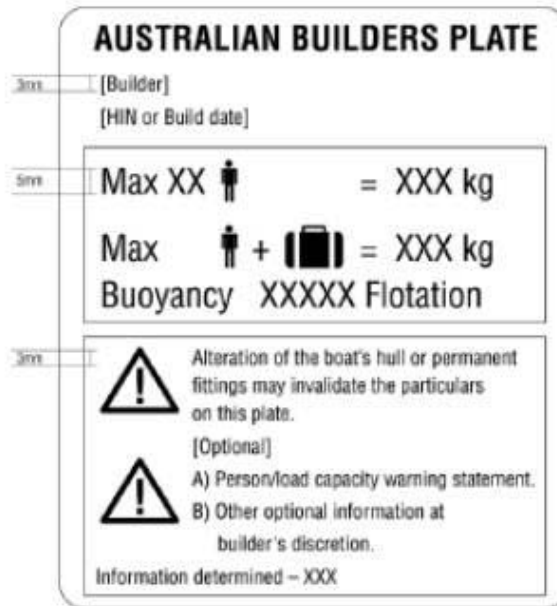 AUSTRALIAN BUILDERS PLATE
3mm
[Builder]
[HIN or Build date]
5mm
Max XX = XXX kg
Max + = XXX kg
Buoyancy XXXXX Flotation
3mm
Alteration of the boat's hull or permanent
fittings may invalidate the particulars
on this plate.
[Optional]
A) Person/load capacity warning statement.
B) Other optional information at
builder's discretion.
Information determined – XXX